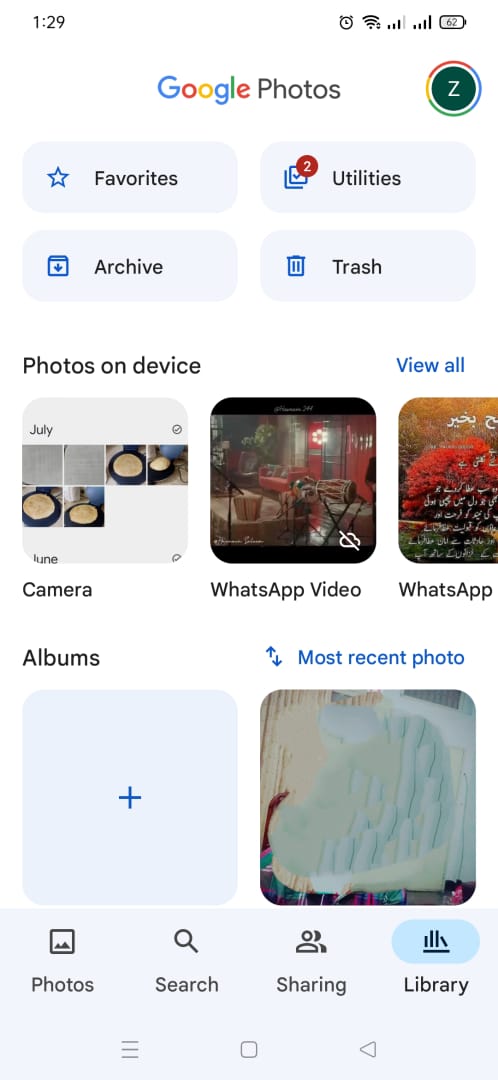 1:29
62
Google Photos
Z
Favorites
2
Utilities
Archive
Trash
Photos on device
View all
July
June
@Haunam_244
Camera
WhatsApp Video
WhatsApp
Albums
Most recent photo
Photos
Search
Sharing
Library